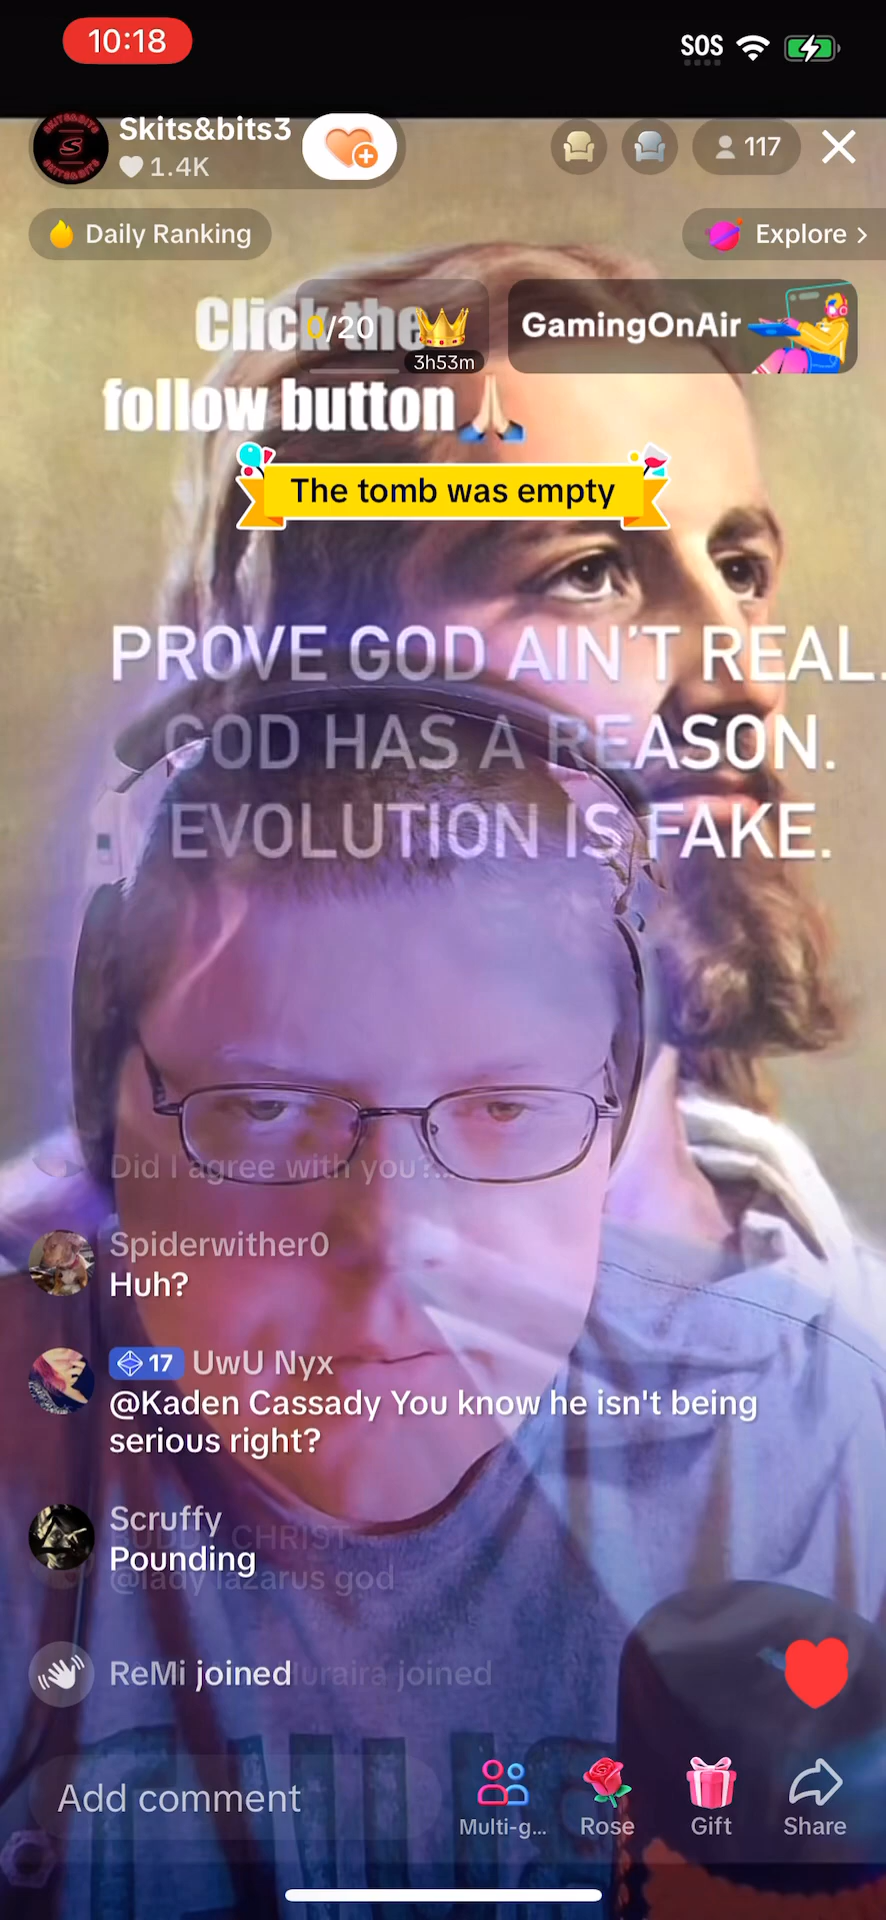 10:18
SOS
Skits&bits3
1.4K
117
Daily Ranking
Explore >
Click the
0/20
3h53m
GamingOnAir
follow button🙏🏻
The tomb was empty
PROVE GOD AIN'T REAL.
GOD HAS A REASON.
EVOLUTION IS FAKE.
Did I agree with you?...
Spiderwither0
Huh?
17 UwU Nyx
@Kaden Cassady You know he isn't being
serious right?
Scruffy
CHRIST
Pounding
@lady lazarus god
ReMi joined
joined
Add comment
Multi-g...
Rose
Gift
Share